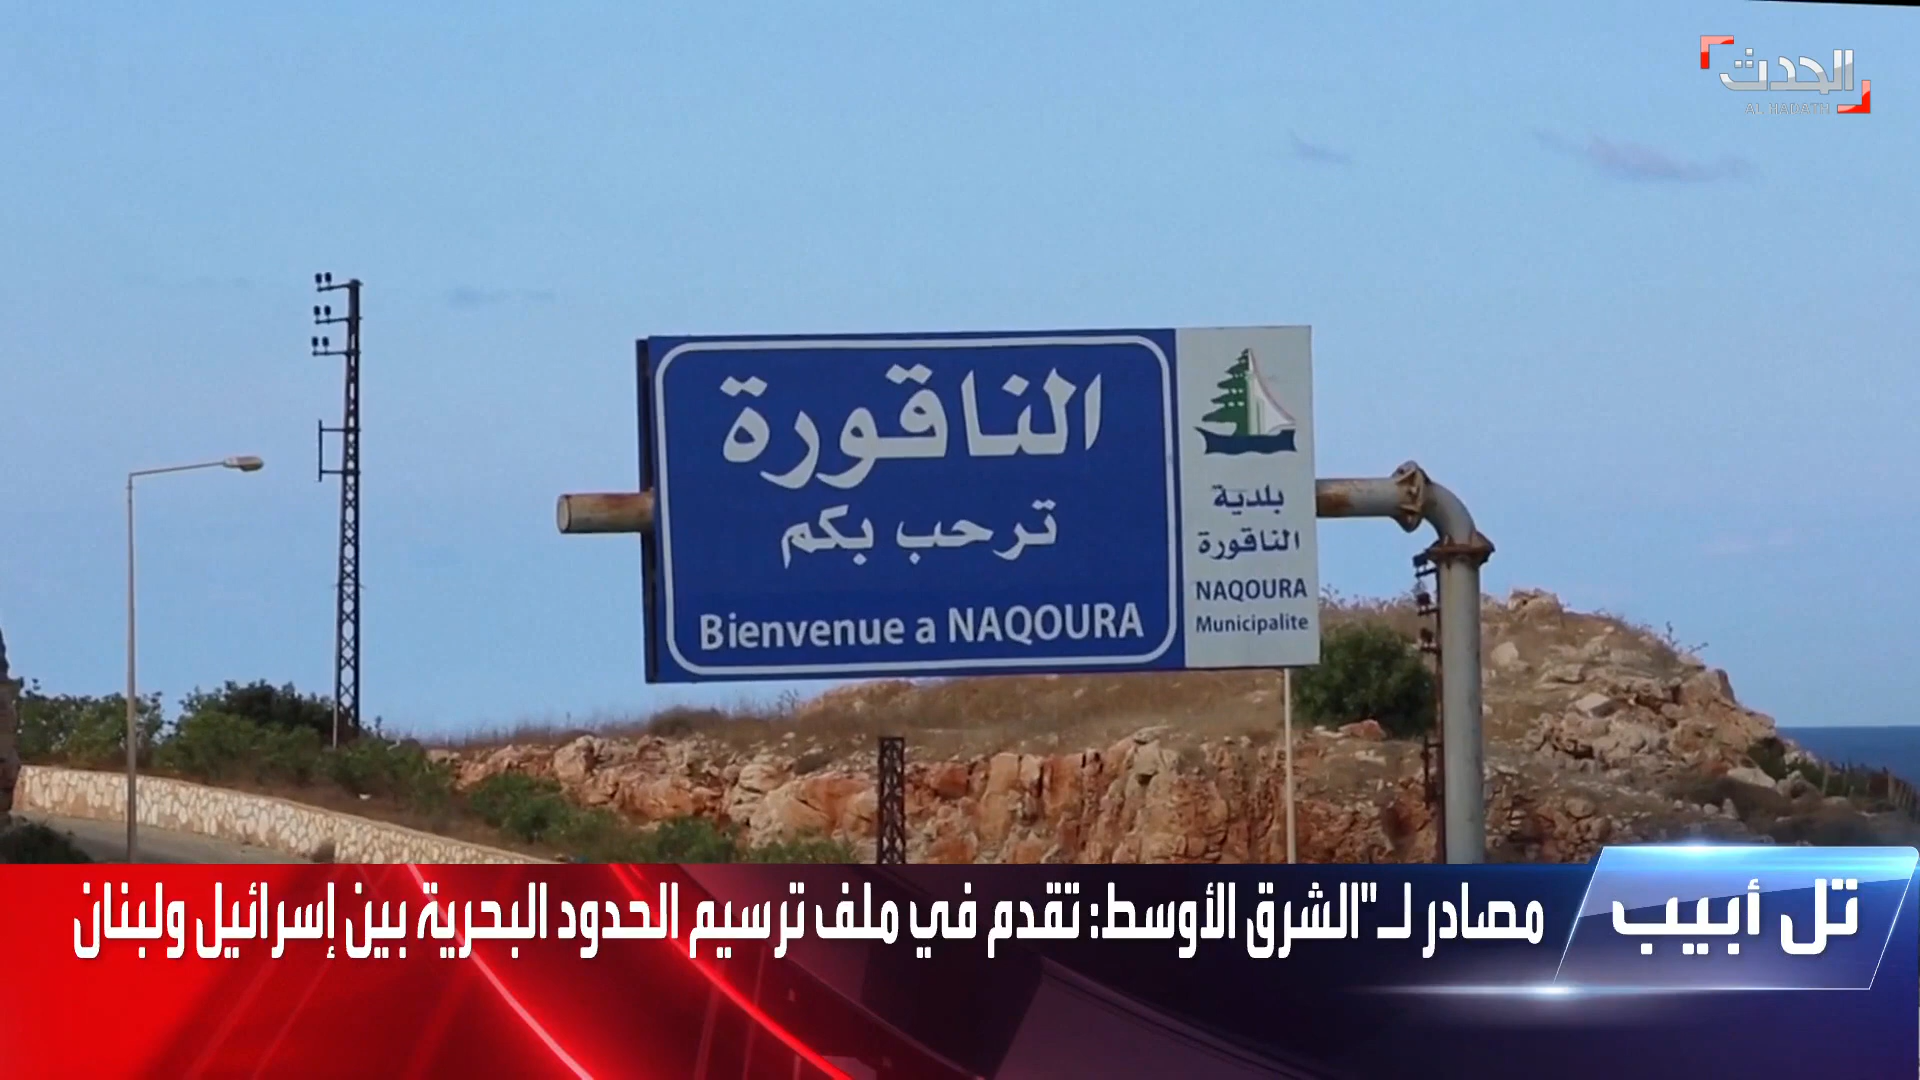 الحدث
AL HADATH
الناقورة
ترحب بكم
Bienvenue a NAQOURA
بلدية
الناقورة
NAQOURA
Municipalite
تل أبيب
مصادر لـ"الشرق الأوسط: تقدم في ملف ترسيم الحدود البحرية بين إسرائيل ولبنان